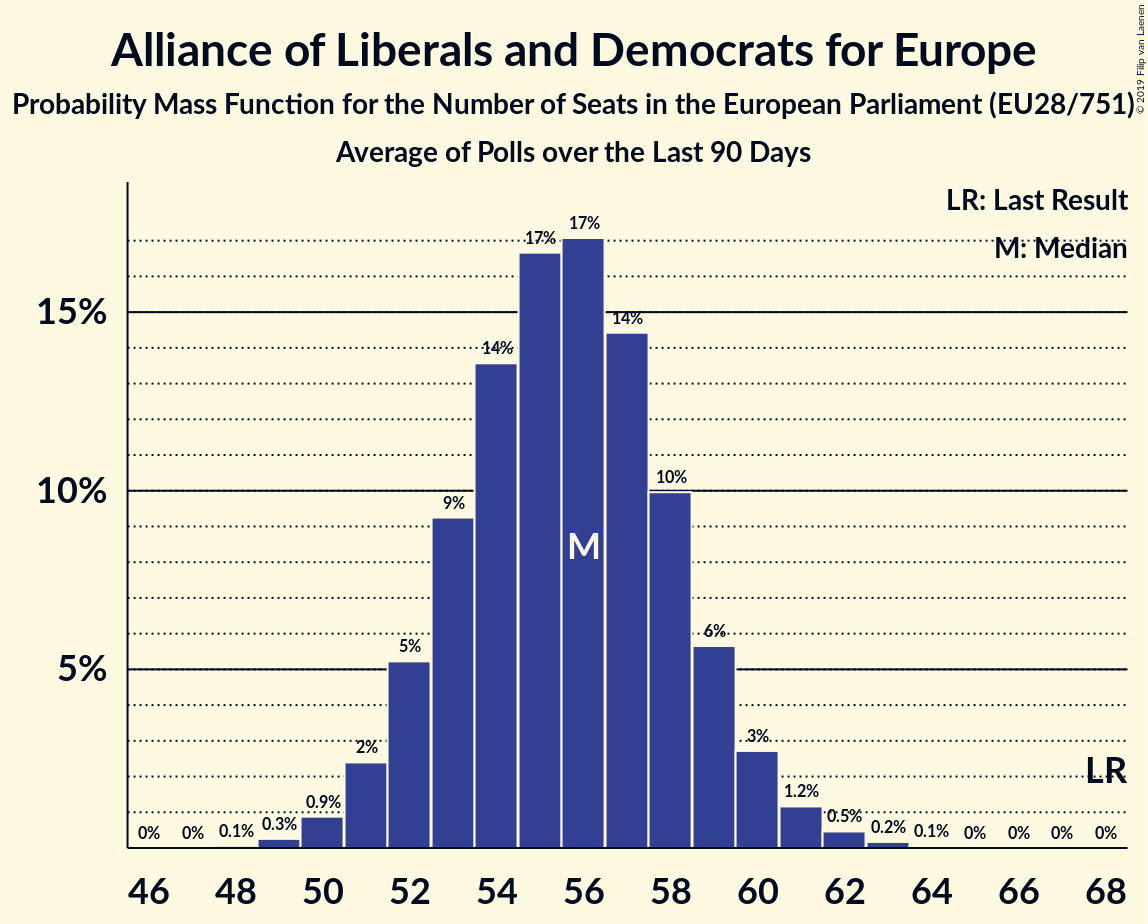 Alliance of Liberals and Democrats for Europe
Probability Mass Function for the Number of Seats in the European Parliament (EU28/751)
Average of Polls over the Last 90 Days
© 2019 Filip van Laenen
LR: Last Result
M: Median
15%
10%
5%
0% 0% 0.1% 0.3% 0.9% 2% 5% 9% 14% 17% 17% 14% 10% 6% 3% 1.2% 0.5% 0.2% 0.1% 0% 0% 0% 0%
M
LR
46 48 50 52 54 56 58 60 62 64 66 68